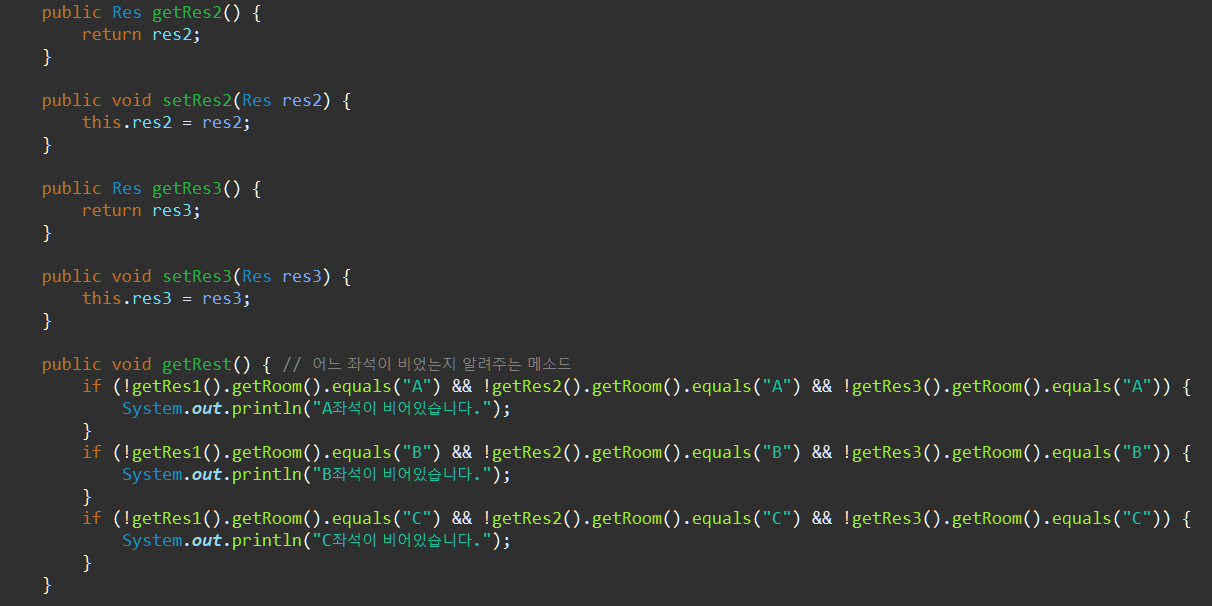 public Res getRes2() {
return res2;
}
public void setRes2(Res res2) {
this.res2 = res2;
}
public Res getRes3() {
return res3;
}
public void setRes3(Res res3) {
this.res3 = res3;
}
public void getRest() { // 어느 좌석이 비었는지 알려주는 메소드
if (!getRes1().getRoom().equals("A") && !getRes2().getRoom().equals("A") && !getRes3().getRoom().equals("A")) {
System.out.println("A좌석이 비어있습니다.");
}
if (!getRes1().getRoom().equals("B") && !getRes2().getRoom().equals("B") && !getRes3().getRoom().equals("B")) {
System.out.println("B좌석이 비어있습니다.");
}
if (!getRes1().getRoom().equals("C") && !getRes2().getRoom().equals("C") && !getRes3().getRoom().equals("C")) {
System.out.println("C좌석이 비어있습니다.");
}
}